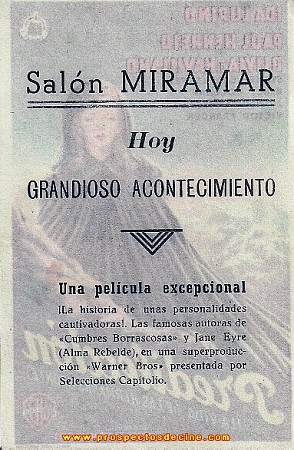 Salón MIRAMAR
Hoy
GRANDIOSO ACONTECIMIENTO
Una película excepcional
¡La historia de unas personalidades
cautivadoras!. Las famosas autoras de
«Cumbres Borrascosas» y Jane Eyre
(Alma Rebelde), en una superproduc-
ción «Warner Bros» presentada por
Selecciones Capitolio.
www.prospectosdecine.com